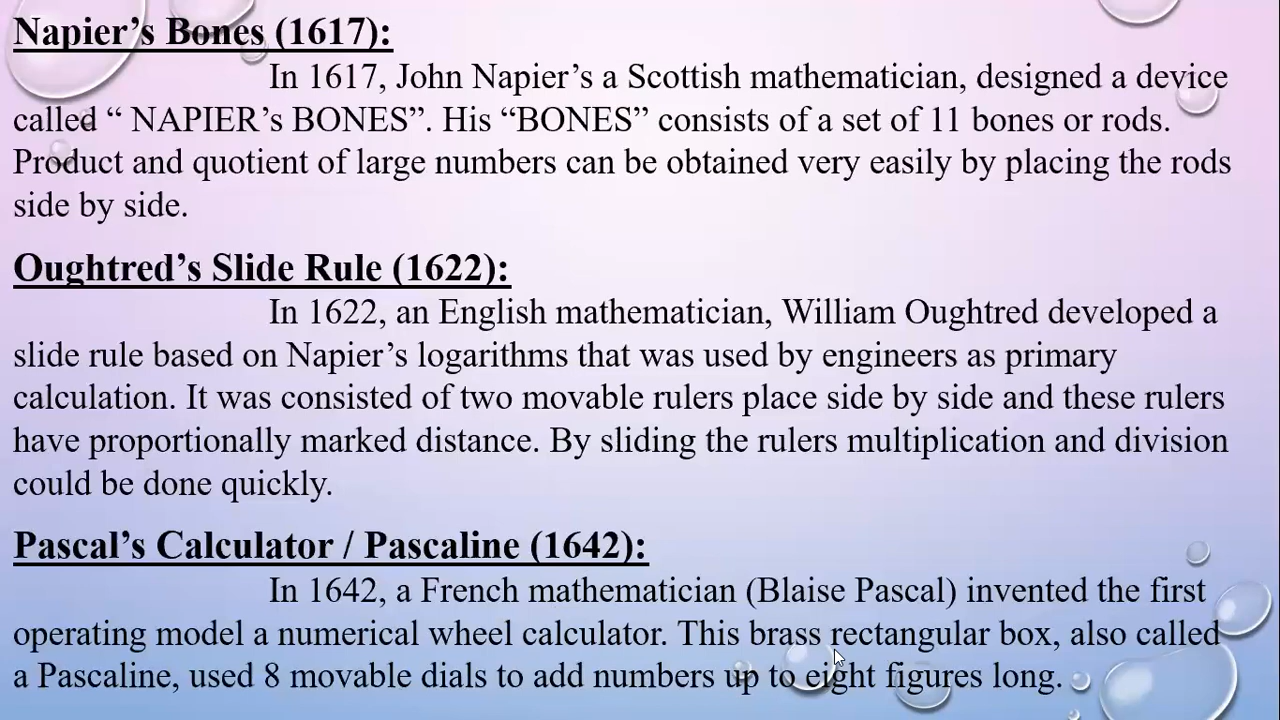 Napier’s Bones (1617):
In 1617, John Napier’s a Scottish mathematician, designed a device
called “ NAPIER’s BONES”. His “BONES” consists of a set of 11 bones or rods.
Product and quotient of large numbers can be obtained very easily by placing the rods
side by side.
Oughtred’s Slide Rule (1622):
In 1622, an English mathematician, William Oughtred developed a
slide rule based on Napier’s logarithms that was used by engineers as primary
calculation. It was consisted of two movable rulers place side by side and these rulers
have proportionally marked distance. By sliding the rulers multiplication and division
could be done quickly.
Pascal’s Calculator / Pascaline (1642):
In 1642, a French mathematician (Blaise Pascal) invented the first
operating model a numerical wheel calculator. This brass rectangular box, also called
a Pascaline, used 8 movable dials to add numbers up to eight figures long.